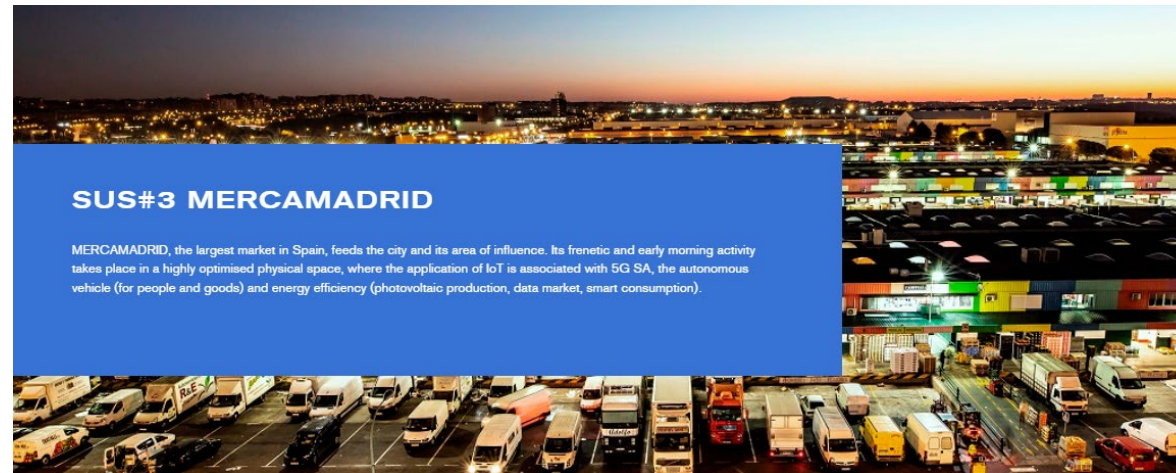 SUS#3 MERCAMADRID
MERCAMADRID, the largest market in Spain, feeds the city and its area of influence. Its frenetic and early morning activity
takes place in a highly optimised physical space, where the application of IoT is associated with 5G SA, the autonomous
vehicle (for people and goods) and energy efficiency (photovoltaic production, data market, smart consumption).
R&E
Udolfo